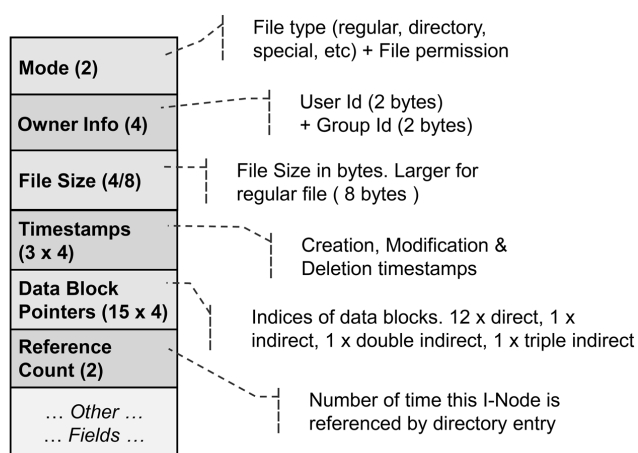 Mode (2)
File type (regular, directory,
special, etc) + File permission
Owner Info (4)
User Id (2 bytes)
+ Group Id (2 bytes)
File Size (4/8)
File Size in bytes. Larger for
regular file ( 8 bytes )
Timestamps
(3 x 4)
Creation, Modification &
Deletion timestamps
Data Block
Pointers (15 x 4)
Indices of data blocks. 12 x direct, 1 x
indirect, 1 x double indirect, 1 x triple indirect
Reference
Count (2)
Number of time this I-Node is
referenced by directory entry
… Other …
… Fields …